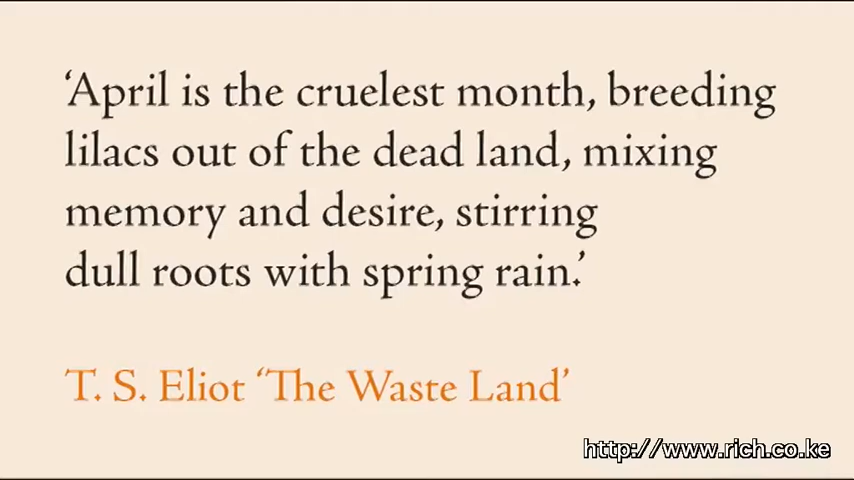 ‘April is the cruelest month, breeding
lilacs out of the dead land, mixing
memory and desire, stirring
dull roots with spring rain.’
T. S. Eliot ‘The Waste Land’
http://www.rich.co.ke